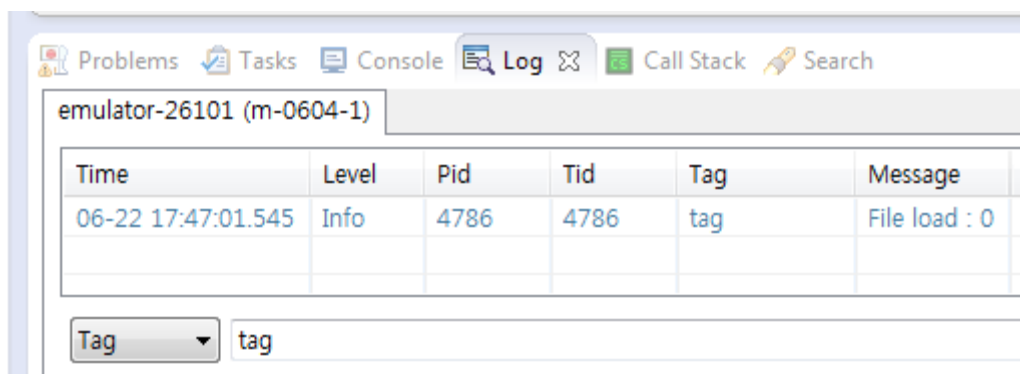 Problems Tasks Console Log Call Stack Search
emulator-26101 (m-0604-1)
Time Level Pid Tid Tag Message
06-22 17:47:01.545 Info 4786 4786 tag File load : 0
Tag tag